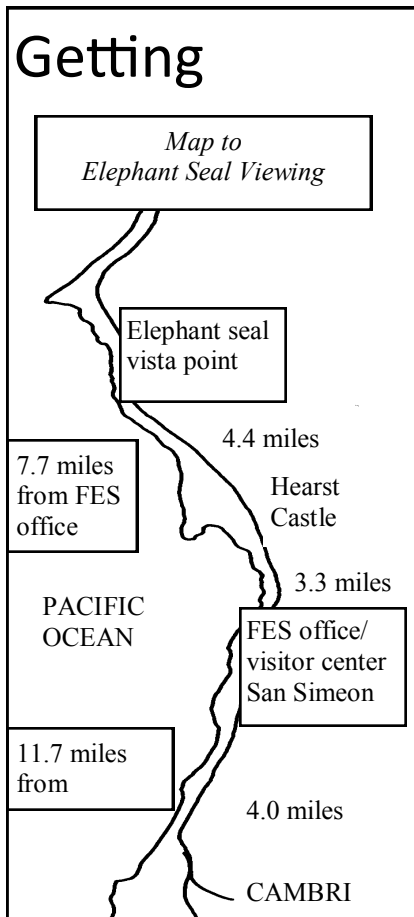 Getting
Map to
Elephant Seal Viewing
Elephant seal
vista point
4.4 miles
7.7 miles
from FES
office
Hearst
Castle
3.3 miles
PACIFIC
OCEAN
FES office/
visitor center
San Simeon
11.7 miles
from
4.0 miles
CAMBRI